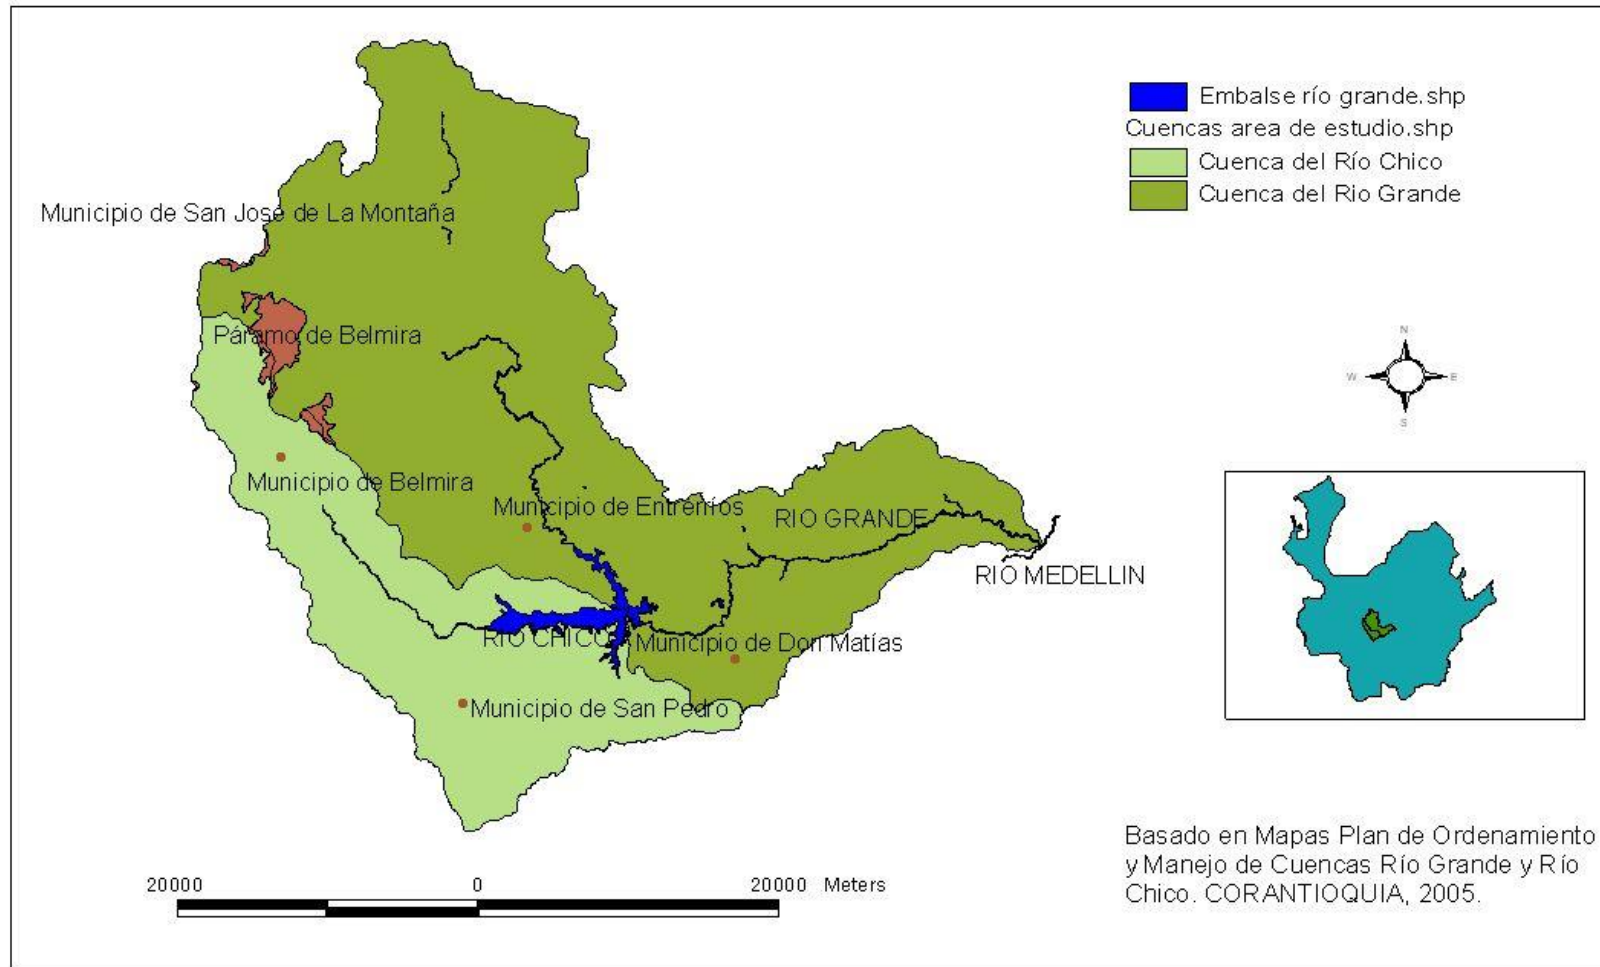 Embalse río grande.shp
Cuencas area de estudio.shp
Cuenca del Río Chico
Cuenca del Rio Grande
Municipio de San José de La Montaña
Páramo de Belmira
Municipio de Belmira
Municipio de Entrerríos
RIO GRANDE
RIO MEDELLIN
RIO CHICO
Municipio de Don Matías
Municipio de San Pedro
N
W
E
S
20000 0 20000 Meters
Basado en Mapas Plan de Ordenamiento
y Manejo de Cuencas Río Grande y Río
Chico. CORANTIOQUIA, 2005.